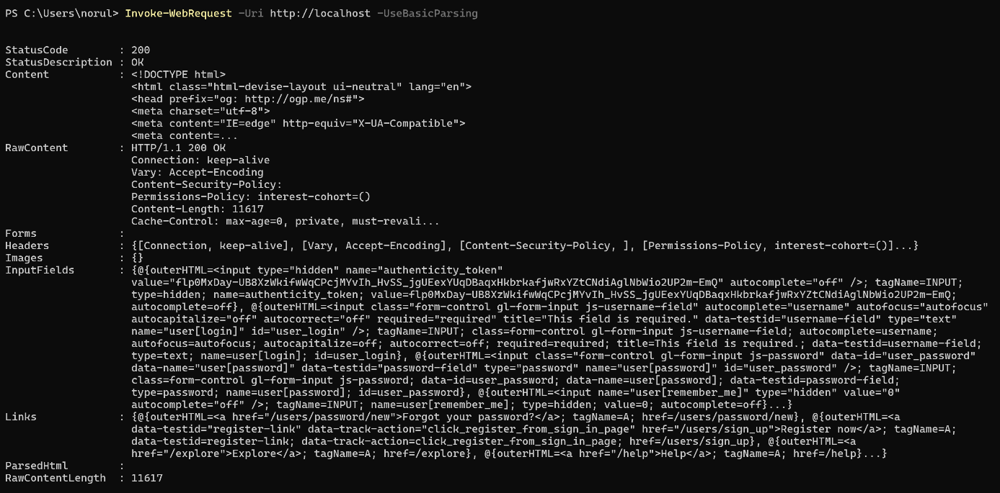 PS C:\Users\norul> Invoke-WebRequest -Uri http://localhost -UseBasicParsing
StatusCode        : 200
StatusDescription : OK
Content           : <!DOCTYPE html>
                    <html class="html-devise-layout ui-neutral" lang="en">
                    <head prefix="og: http://ogp.me/ns#">
                    <meta charset="utf-8">
                    <meta content="IE=edge" http-equiv="X-UA-Compatible">
                    <meta content=...
RawContent        : HTTP/1.1 200 OK
                    Connection: keep-alive
                    Vary: Accept-Encoding
                    Content-Security-Policy:
                    Permissions-Policy: interest-cohort=()
                    Content-Length: 11617
                    Cache-Control: max-age=0, private, must-revali...
Forms             :
Headers           : {[Connection, keep-alive], [Vary, Accept-Encoding], [Content-Security-Policy, ], [Permissions-Policy, interest-cohort=()]...}
Images            : {}
InputFields       : {@{outerHTML=<input type="hidden" name="authenticity_token"
                    value="flp0MxDay-UB8XzWkifwWqCPcjMYvIh_HvSS_jgUEexYUqDBaqxHkbrkafjwRxYZtCNdiAglNbWio2UP2m-EmQ" autocomplete="off" />; tagName=INPUT;
                    type=hidden; name=authenticity_token; value=flp0MxDay-UB8XzWkifwWqCPcjMYvIh_HvSS_jgUEexYUqDBaqxHkbrkafjwRxYZtCNdiAglNbWio2UP2m-EmQ;
                    autocomplete=off}, @{outerHTML=<input class="form-control gl-form-input js-username-field" autocomplete="username" autofocus="autofocus"
                    autocapitalize="off" autocorrect="off" required="required" title="This field is required." data-testid="username-field" type="text"
                    name="user[login]" id="user_login" />; tagName=INPUT; class=form-control gl-form-input js-username-field; autocomplete=username;
                    autofocus=autofocus; autocapitalize=off; autocorrect=off; required=required; title=This field is required.; data-testid=username-field;
                    type=text; name=user[login]; id=user_login}, @{outerHTML=<input class="form-control gl-form-input js-password" data-id="user_password"
                    data-name="user[password]" data-testid="password-field" type="password" name="user[password]" id="user_password" />; tagName=INPUT;
                    class=form-control gl-form-input js-password; data-id=user_password; data-name=user[password]; data-testid=password-field;
                    type=password; name=user[password]; id=user_password}, @{outerHTML=<input name="user[remember_me]" type="hidden" value="0"
                    autocomplete="off" />; tagName=INPUT; name=user[remember_me]; type=hidden; value=0; autocomplete=off}...}
Links             : {@{outerHTML=<a href="/users/password/new">Forgot your password?</a>; tagName=A; href=/users/password/new}, @{outerHTML=<a
                    data-testid="register-link" data-track-action="click_register_from_sign_in_page" href="/users/sign_up">Register now</a>; tagName=A;
                    data-testid=register-link; data-track-action=click_register_from_sign_in_page; href=/users/sign_up}, @{outerHTML=<a
                    href="/explore">Explore</a>; tagName=A; href=/explore}, @{outerHTML=<a href="/help">Help</a>; tagName=A; href=/help}...}
ParsedHtml        :
RawContentLength  : 11617